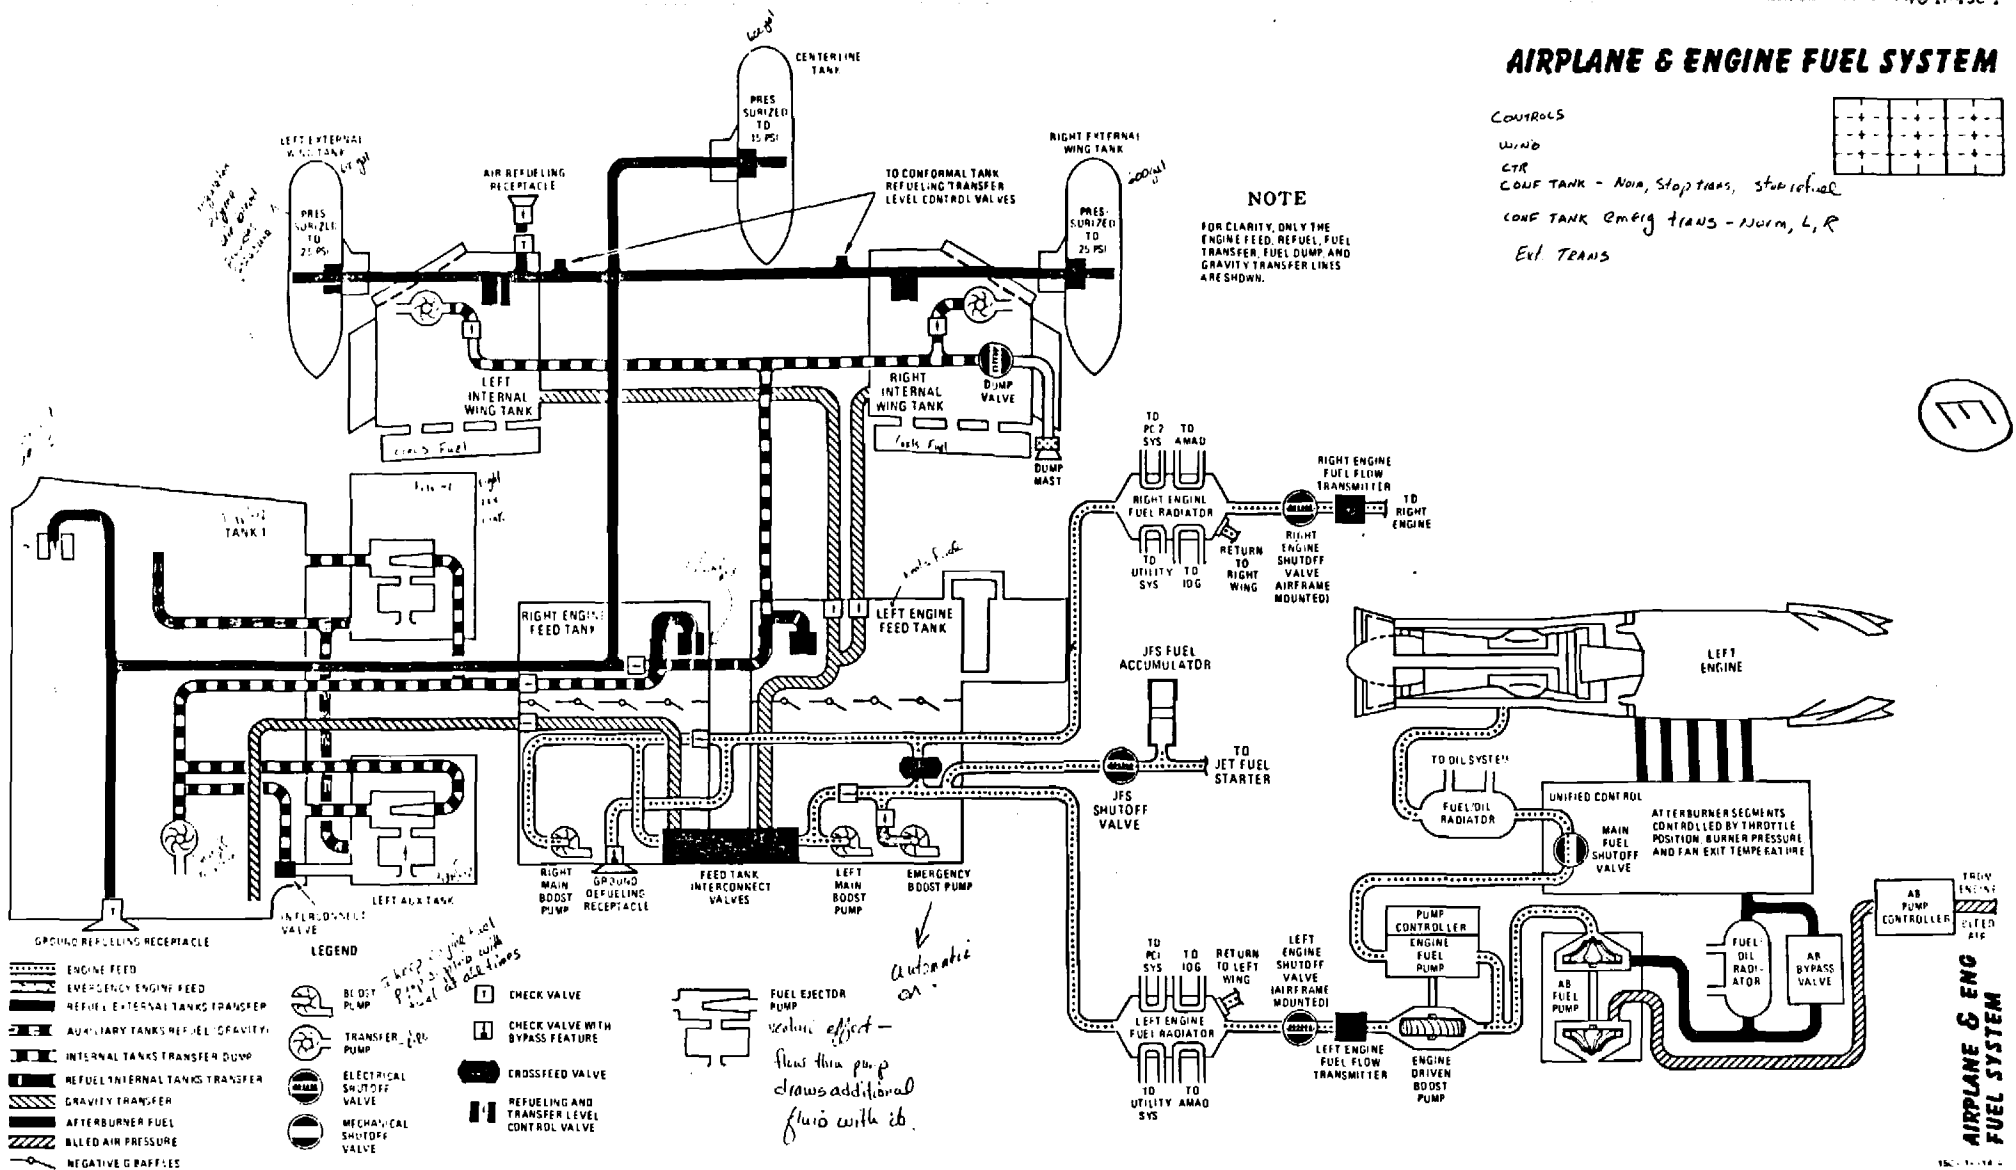 AIRPLANE & ENGINE FUEL SYSTEM
CONTROLS
WING
CTR
CONF TANK - Norm, Stop trans, stop refuel
CONF TANK emerg trans - Norm, L, R
Ext. TRANS
NOTE
FOR CLARITY, ONLY THE
ENGINE FEED, REFUEL, FUEL
TRANSFER, FUEL DUMP, AND
GRAVITY TRANSFER LINES
ARE SHOWN.
CENTERLINE
TANK
PRES
SURIZED
TO
15 PSI
LEFT EXTERNAL
WING TANK
PRES
SURIZED
TO
25 PSI
AIR REFUELING
RECEPTACLE
TO CONFORMAL TANK
REFUELING TRANSFER
LEVEL CONTROL VALVES
RIGHT EXTERNAL
WING TANK
600 gal
PRES-
SURIZED
TO
25 PSI
LEFT
INTERNAL
WING TANK
RIGHT
INTERNAL
WING TANK
DUMP
VALVE
DUMP
MAST
E
TANK 1
RIGHT ENGINE
FEED TANK
LEFT ENGINE
FEED TANK
TO
PC2
SYS
TO
AMAD
RIGHT ENGINE
FUEL RADIATOR
TO
UTILITY
SYS
TO
IDG
RETURN
TO
RIGHT
WING
RIGHT ENGINE
FUEL FLOW
TRANSMITTER
TO
RIGHT
ENGINE
RIGHT
ENGINE
SHUTOFF
VALVE
AIRFRAME
MOUNTED)
JFS FUEL
ACCUMULATOR
TO
JET FUEL
STARTER
JFS
SHUTOFF
VALVE
LEFT
ENGINE
TO OIL SYSTEM
FUEL/OIL
RADIATOR
UNIFIED CONTROL
MAIN
FUEL
SHUTOFF
VALVE
AFTERBURNER SEGMENTS
CONTROLLED BY THROTTLE
POSITION, BURNER PRESSURE
AND FAN EXIT TEMPERATURE
RIGHT
MAIN
BOOST
PUMP
GROUND
REFUELING
RECEPTACLE
FEED TANK
INTERCONNECT
VALVES
LEFT
MAIN
BOOST
PUMP
EMERGENCY
BOOST PUMP
automatic
on.
LEFT AUX TANK
INTERCONNECT
VALVE
GROUND REFUELING RECEPTACLE
PUMP
CONTROLLER
ENGINE
FUEL
PUMP
AB
FUEL
PUMP
FUEL/
OIL
RADI-
ATOR
AB
BYPASS
VALVE
AB
PUMP
CONTROLLER
FROM
ENGINE
BLEED
AIR
TO
PC1
SYS
TO
IDG
RETURN
TO LEFT
WING
LEFT
ENGINE
SHUTOFF
VALVE
(AIRFRAME
MOUNTED)
LEFT ENGINE
FUEL RADIATOR
TO
UTILITY
SYS
TO
AMAD
LEFT ENGINE
FUEL FLOW
TRANSMITTER
ENGINE
DRIVEN
BOOST
PUMP
LEGEND
ENGINE FEED
EMERGENCY ENGINE FEED
REFUEL EXTERNAL TANKS TRANSFER
AUXILIARY TANKS REFUEL (GRAVITY)
INTERNAL TANKS TRANSFER DUMP
REFUEL INTERNAL TANKS TRANSFER
GRAVITY TRANSFER
AFTERBURNER FUEL
BLEED AIR PRESSURE
NEGATIVE G BAFFLES
BOOST
PUMP
TRANSFER
PUMP
ELECTRICAL
SHUTOFF
VALVE
MECHANICAL
SHUTOFF
VALVE
CHECK VALVE
CHECK VALVE WITH
BYPASS FEATURE
CROSSFEED VALVE
REFUELING AND
TRANSFER LEVEL
CONTROL VALVE
FUEL EJECTOR
PUMP
venturi effect -
flow thru pump
draws additional
fluid with it.
AIRPLANE & ENG
FUEL SYSTEM